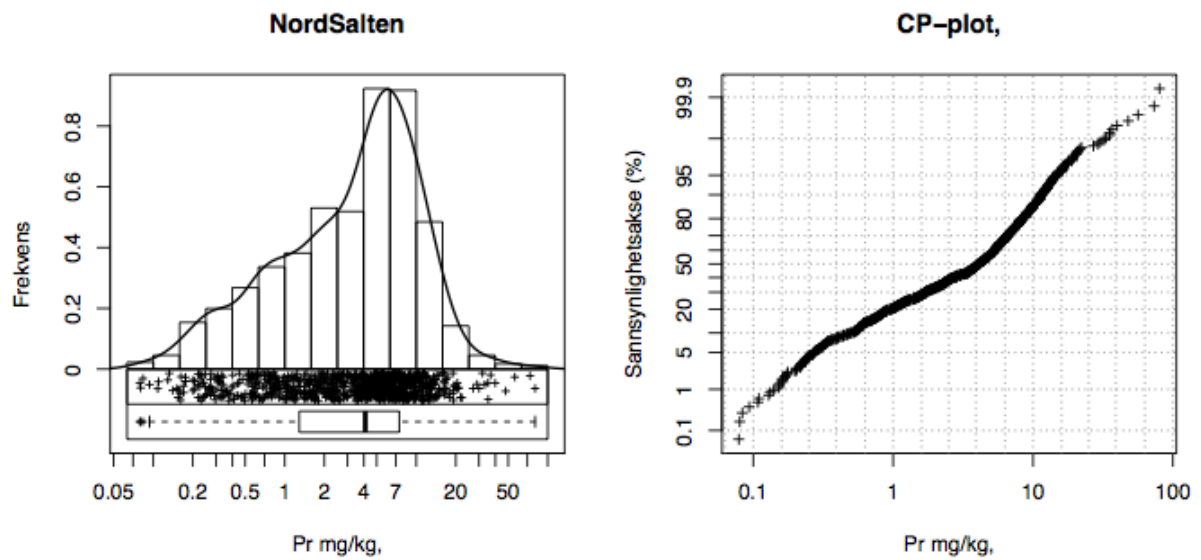 NordSalten
Frekvens
0.8
0.6
0.4
0.2
0
0.05 0.2 0.5 1 2 4 7 20 50
Pr mg/kg,
CP-plot,
Sannsynlighetsakse (%)
99.9
95
80
50
20
5
1
0.1
0.1 1 10 100
Pr mg/kg,